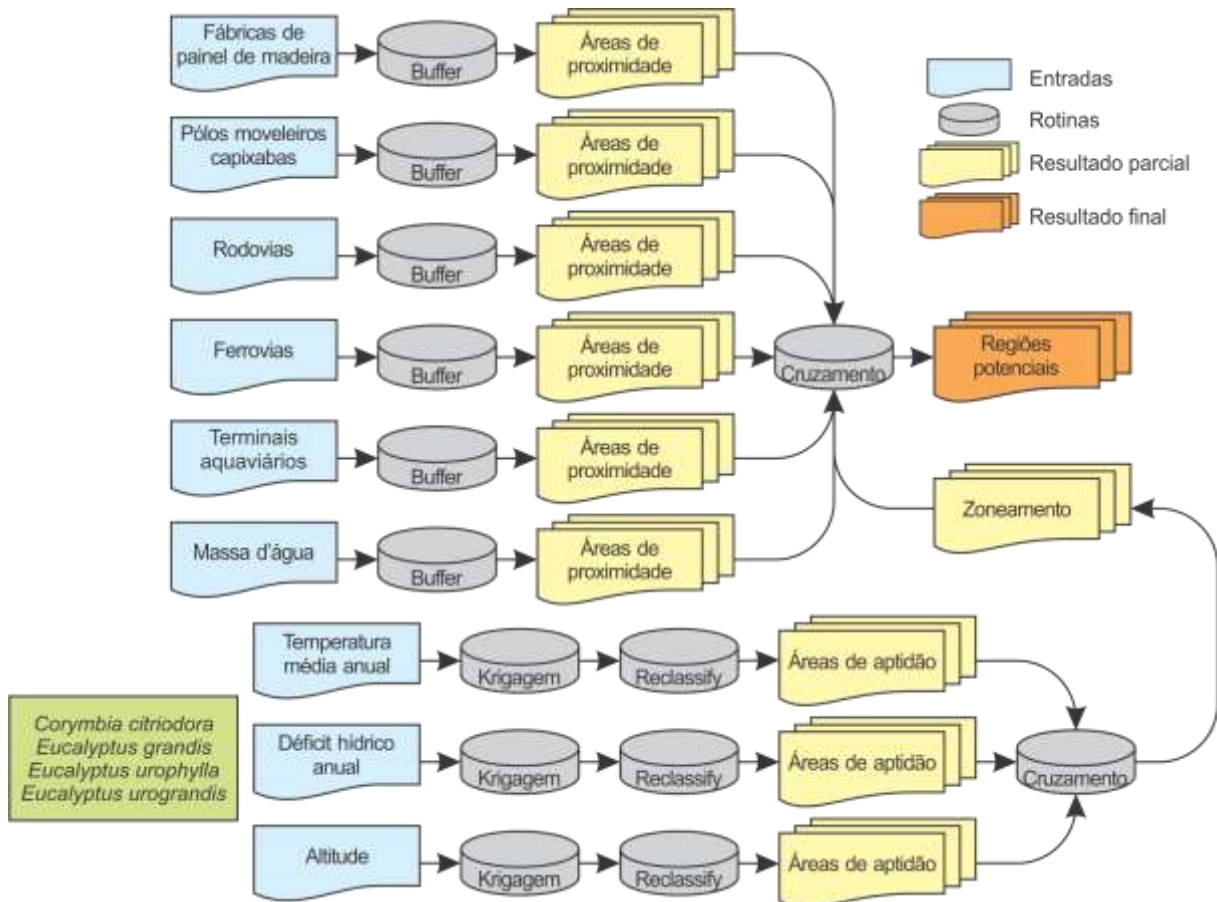 Fábricas de
painel de madeira
Buffer
Áreas de
proximidade
Entradas
Rotinas
Resultado parcial
Resultado final
Pólos moveleiros
capixabas
Buffer
Áreas de
proximidade
Rodovias
Buffer
Áreas de
proximidade
Ferrovias
Buffer
Áreas de
proximidade
Cruzamento
Regiões
potenciais
Terminais
aquaviários
Buffer
Áreas de
proximidade
Zoneamento
Massa d'água
Buffer
Áreas de
proximidade
Temperatura
média anual
Krigagem
Reclassify
Áreas de aptidão
Corymbia citriodora
Eucalyptus grandis
Eucalyptus urophylla
Eucalyptus urograndis
Déficit hídrico
anual
Krigagem
Reclassify
Áreas de aptidão
Cruzamento
Altitude
Krigagem
Reclassify
Áreas de aptidão